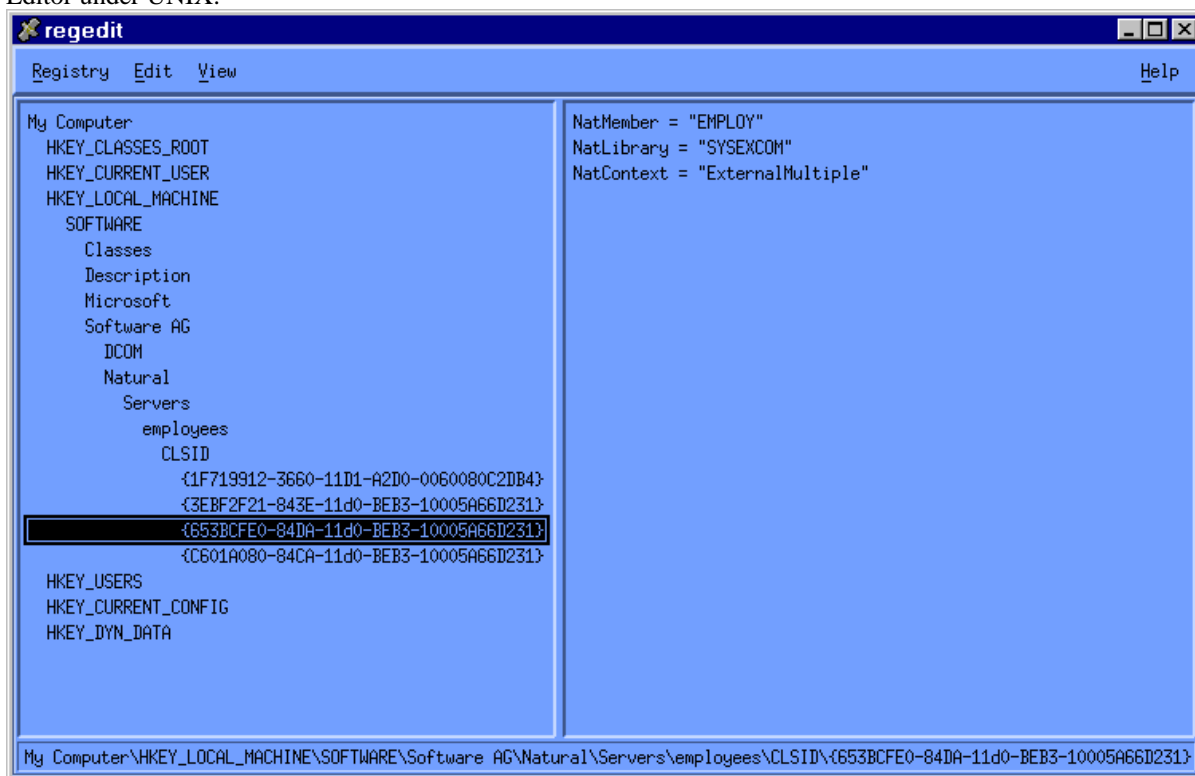 Editor under UNIX.
regedit
Registry Edit View Help
My Computer
HKEY_CLASSES_ROOT
HKEY_CURRENT_USER
HKEY_LOCAL_MACHINE
SOFTWARE
Classes
Description
Microsoft
Software AG
DCOM
Natural
Servers
employees
CLSID
{1F719912-3660-11D1-A2D0-0060080C2DB4}
{3EBF2F21-843E-11d0-BEB3-10005A66D231}
{653BCFE0-84DA-11d0-BEB3-10005A66D231}
{C601A080-84CA-11d0-BEB3-10005A66D231}
HKEY_USERS
HKEY_CURRENT_CONFIG
HKEY_DYN_DATA
NatMember = "EMPLOY"
NatLibrary = "SYSEXCOM"
NatContext = "ExternalMultiple"
My Computer\HKEY_LOCAL_MACHINE\SOFTWARE\Software AG\Natural\Servers\employees\CLSID\{653BCFE0-84DA-11d0-BEB3-10005A66D231}